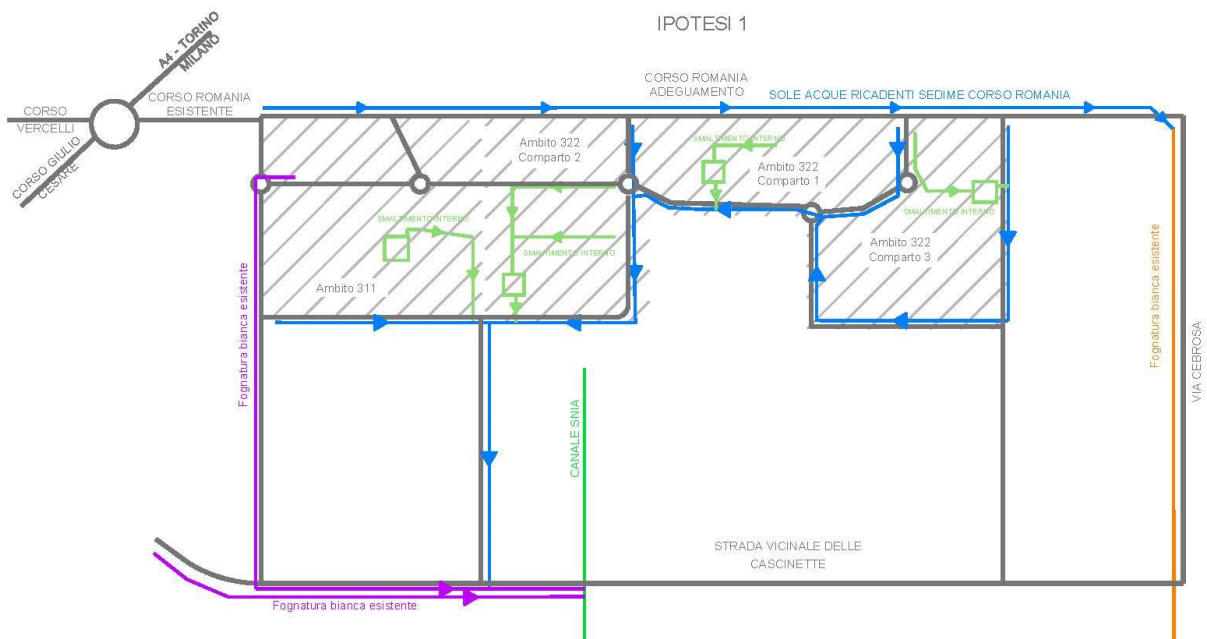 IPOTESI 1
A4 - TORINO
MILANO
CORSO
VERCELLI
CORSO ROMANIA
ESISTENTE
CORSO GIULIO
CESARE
CORSO ROMANIA
ADEGUAMENTO
SOLE ACQUE RICADENTI SEDIME CORSO ROMANIA
Ambito 322
Comparto 2
SMALTIMENTO INTERNO
Ambito 322
Comparto 1
SMALTIMENTO INTERNO
SMALTIMENTO INTERNO
SMALTIMENTO INTERNO
Ambito 322
Comparto 3
Ambito 311
Fognatura bianca esistente
CANALE SNIA
Fognatura bianca esistente
VIA CEBROSA
STRADA VICINALE DELLE
CASCINETTE
Fognatura bianca esistente